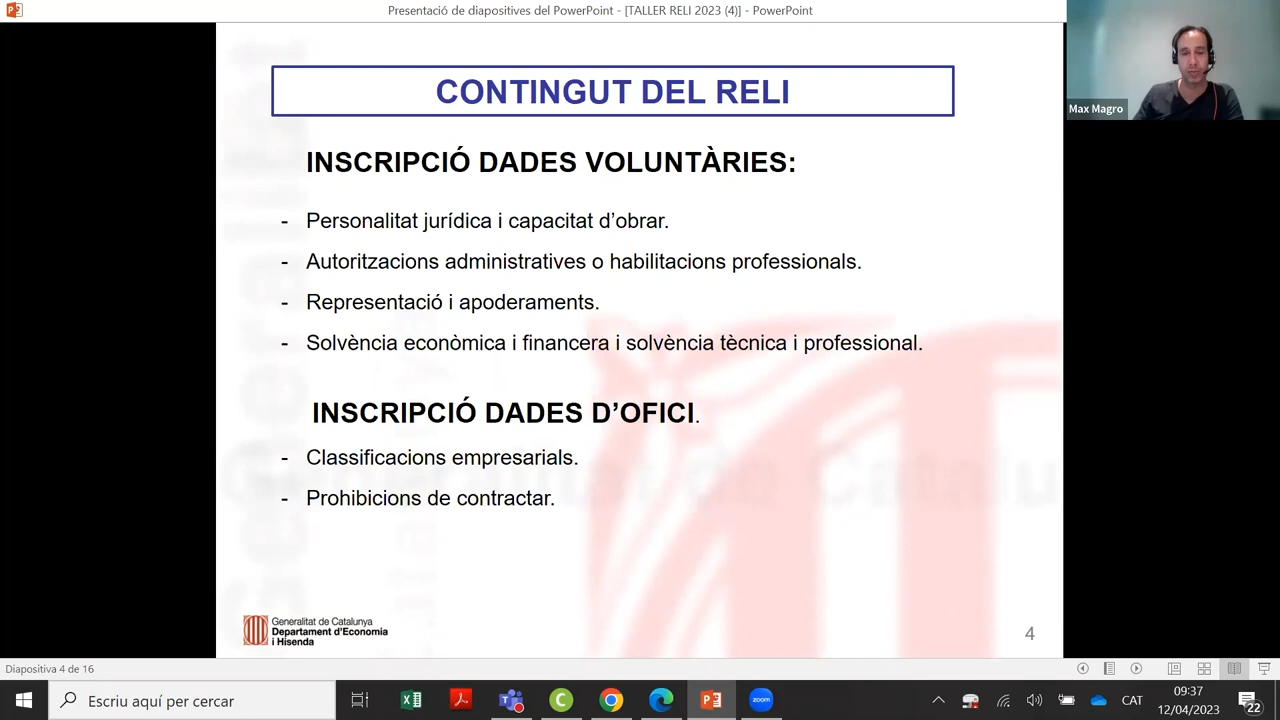 Presentació de diapositives del PowerPoint - [TALLER RELI 2023 (4)] - PowerPoint
Max Magro
CONTINGUT DEL RELI
INSCRIPCIÓ DADES VOLUNTÀRIES:
- Personalitat jurídica i capacitat d’obrar.
- Autoritzacions administratives o habilitacions professionals.
- Representació i apoderaments.
- Solvència econòmica i financera i solvència tècnica i professional.
INSCRIPCIÓ DADES D’OFICI.
- Classificacions empresarials.
- Prohibicions de contractar.
Generalitat de Catalunya
Departament d'Economia
i Hisenda
4
Diapositiva 4 de 16
Escriu aquí per cercar
zoom
CAT
09:37
12/04/2023
22